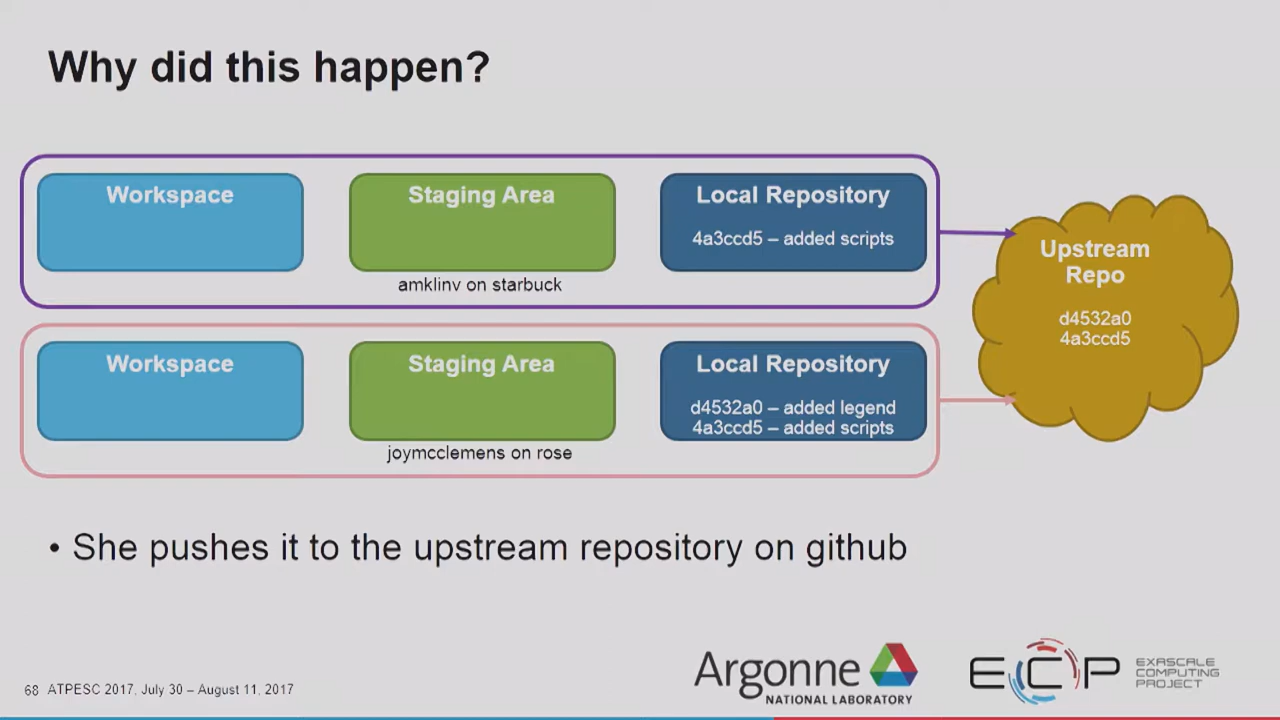 Why did this happen?
Workspace
Staging Area
Local Repository
4a3ccd5 – added scripts
amklinv on starbuck
Upstream
Repo
d4532a0
4a3ccd5
Workspace
Staging Area
Local Repository
d4532a0 – added legend
4a3ccd5 – added scripts
joymcclemens on rose
• She pushes it to the upstream repository on github
68 ATPESC 2017, July 30 – August 11, 2017
Argonne
NATIONAL LABORATORY
ECP
EXASCALE
COMPUTING
PROJECT